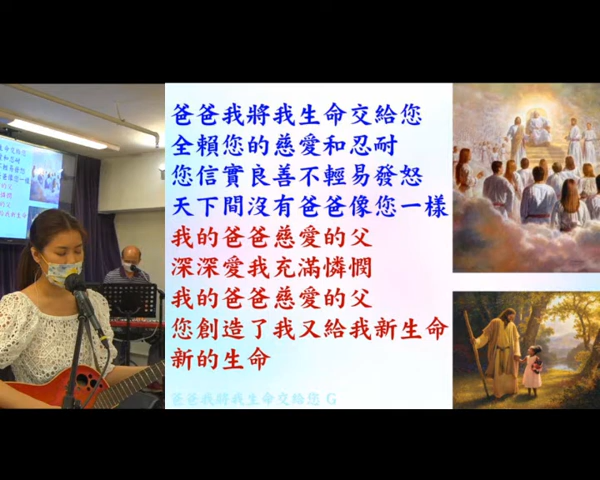 爸爸我將我生命交給您
全賴您的慈愛和忍耐
您信實良善不輕易發怒
天下間沒有爸爸像您一樣
我的爸爸慈愛的父
深深愛我充滿憐憫
我的爸爸慈愛的父
您創造了我又給我新生命
新的生命
爸爸我將我生命交給您 G